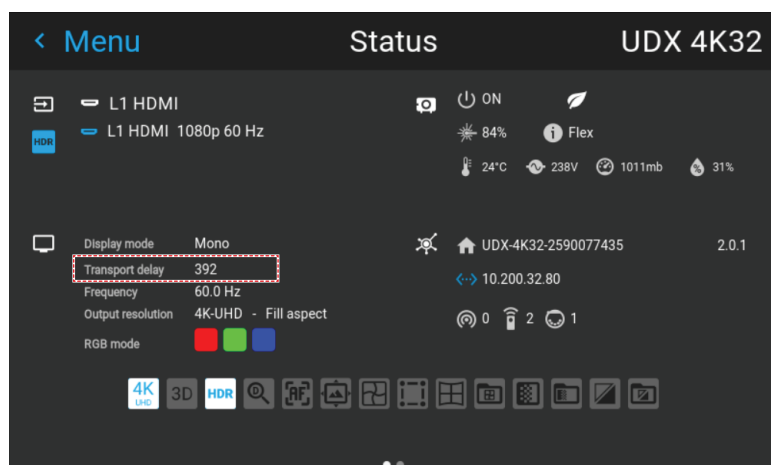 Menu
Status
UDX 4K32
L1 HDMI
HDR
L1 HDMI 1080p 60 Hz
ON
84%
Flex
24°C
238V
1011mb
31%
Display mode Mono
Transport delay 392
Frequency 60.0 Hz
Output resolution 4K-UHD - Fill aspect
RGB mode
UDX-4K32-2590077435
2.0.1
10.200.32.80
0
2
1
4K UHD
3D
HDR
AF